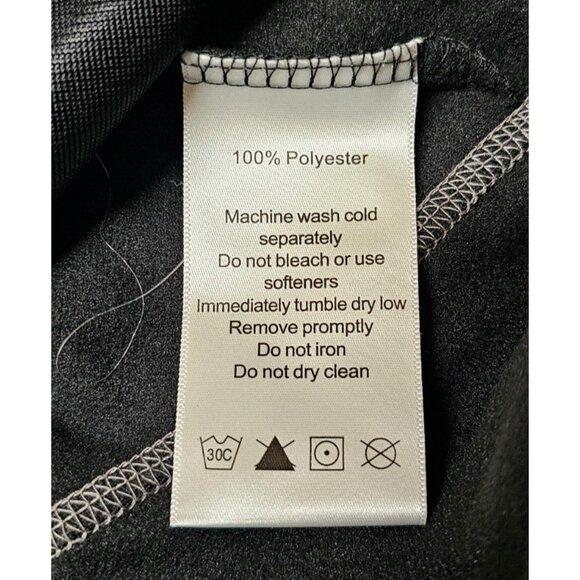 100% Polyester
Machine wash cold
separately
Do not bleach or use
softeners
Immediately tumble dry low
Remove promptly
Do not iron
Do not dry clean
30C